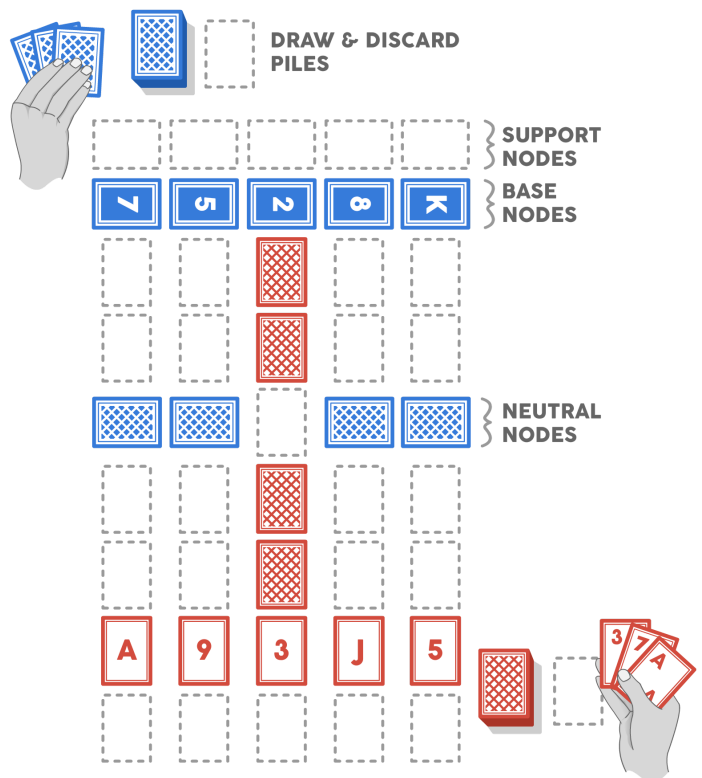 DRAW & DISCARD
PILES
SUPPORT
NODES
BASE
NODES
7 5 2 8 K
NEUTRAL
NODES
A 9 3 J 5
3 7 A
A